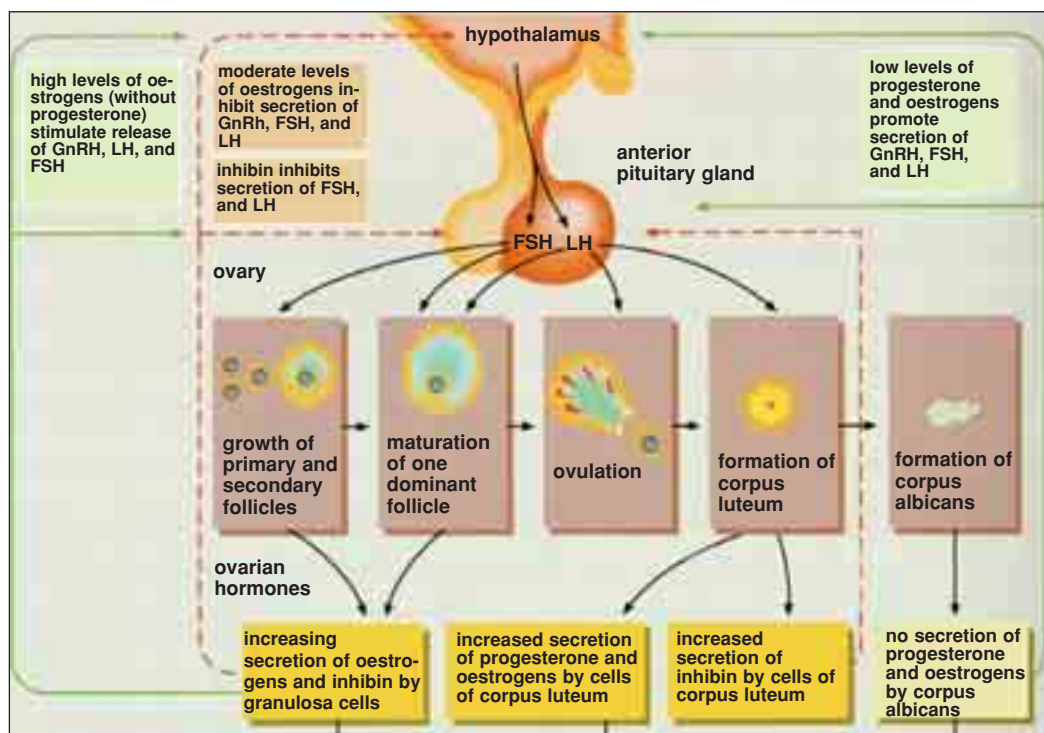 hypothalamus
high levels of oe-
strogens (without
progesterone)
stimulate release
of GnRH, LH, and
FSH
moderate levels
of oestrogens in-
hibit secretion of
GnRh, FSH, and
LH
inhibin inhibits
secretion of FSH,
and LH
low levels of
progesterone
and oestrogens
promote
secretion of
GnRH, FSH,
and LH
anterior
pituitary gland
FSH LH
ovary
growth of
primary and
secondary
follicles
maturation
of one
dominant
follicle
ovulation
formation of
corpus
luteum
formation of
corpus
albicans
ovarian
hormones
increasing
secretion of oestro-
gens and inhibin by
granulosa cells
increased secretion
of progesterone and
oestrogens by cells
of corpus luteum
increased
secretion of
inhibin by cells of
corpus luteum
no secretion of
progesterone
and oestrogens
by corpus
albicans